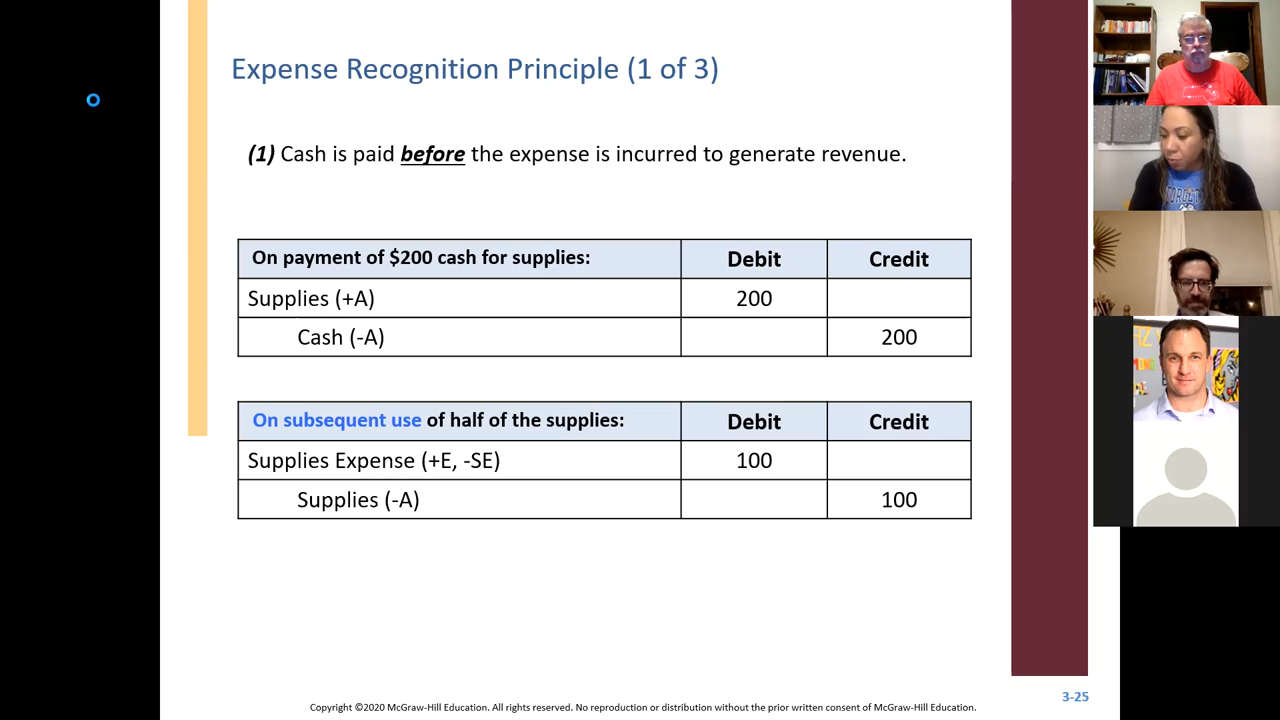 Expense Recognition Principle (1 of 3)
(1) Cash is paid before the expense is incurred to generate revenue.
On payment of $200 cash for supplies: Debit Credit
Supplies (+A) 200
Cash (-A) 200
On subsequent use of half of the supplies: Debit Credit
Supplies Expense (+E, -SE) 100
Supplies (-A) 100
3-25
Copyright ©2020 McGraw-Hill Education. All rights reserved. No reproduction or distribution without the prior written consent of McGraw-Hill Education.